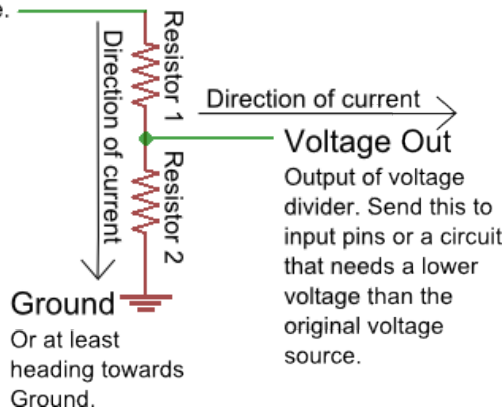 e.
Resistor 1
Direction of current
Direction of current
Voltage Out
Resistor 2
Output of voltage
divider. Send this to
input pins or a circuit
that needs a lower
voltage than the
original voltage
source.
Ground
Or at least
heading towards
Ground.